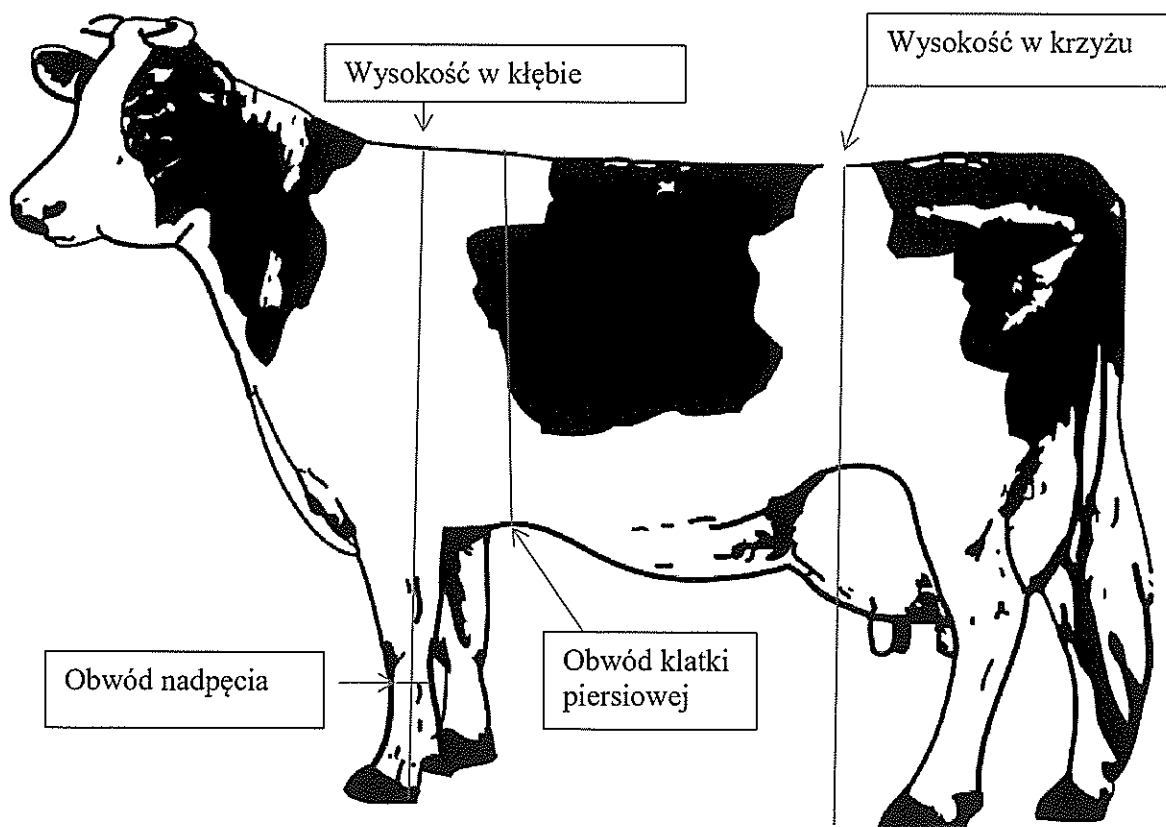 Wysokość w krzyżu
Wysokość w kłębie
Obwód nadpęcia
Obwód klatki
piersiowej